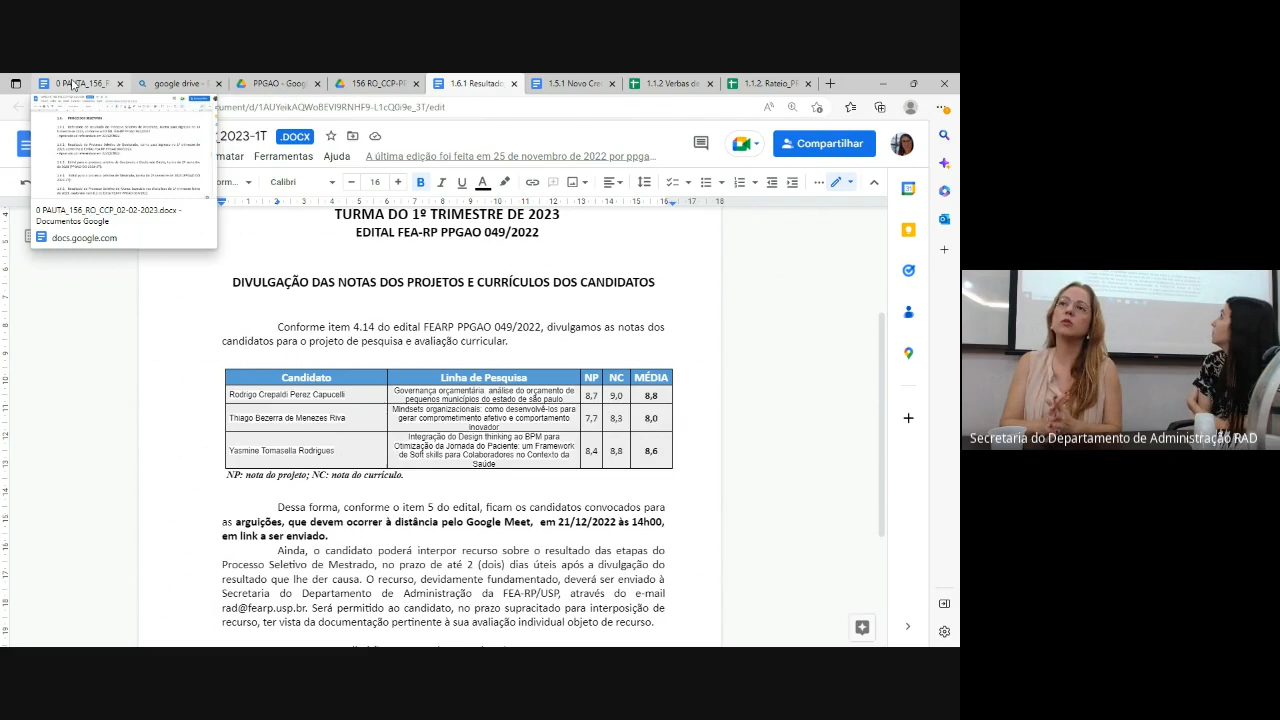 0 PAUTA_156_F
google drive -
PPGAO - Goog
156 RO_CCP-PP
1.6.1 Resultado
1.5.1 Novo Cre
1.1.2 Verbas de
1.1.2. Rateio
1.6. PROCESSOS SELETIVOS
0 PAUTA_156_RO_CCP_02-02-2023.docx -
Documentos Google
docs.google.com
_2023-1T
.DOCX
matar Ferramentas Ajuda
A última edição foi feita em 25 de novembro de 2022 por ppga...
Compartilhar
Calibri
16
TURMA DO 1º TRIMESTRE DE 2023
EDITAL FEA-RP PPGAO 049/2022
DIVULGAÇÃO DAS NOTAS DOS PROJETOS E CURRÍCULOS DOS CANDIDATOS
Conforme item 4.14 do edital FEARP PPGAO 049/2022, divulgamos as notas dos
candidatos para o projeto de pesquisa e avaliação curricular.
Candidato Linha de Pesquisa NP NC MÉDIA
Rodrigo Crepaldi Perez Capucelli
Governança orçamentária análise do orçamento de
pequenos municípios do estado de são paulo
8,7 9,0 8,8
Thiago Bezerra de Menezes Riva
Mindsets organizacionais: como desenvolvê-los para
gerar comprometimento afetivo e comportamento
inovador
7,7 8,3 8,0
Yasmine Tomasella Rodrigues
Integração do Design thinking ao BPM para
Otimização da Jornada do Paciente: um Framework
de Soft skills para Colaboradores no Contexto da
Saúde
8,4 8,8 8,6
NP: nota do projeto; NC: nota do currículo.
Dessa forma, conforme o item 5 do edital, ficam os candidatos convocados para
as arguições, que devem ocorrer à distância pelo Google Meet, em 21/12/2022 às 14h00,
em link a ser enviado.
Ainda, o candidato poderá interpor recurso sobre o resultado das etapas do
Processo Seletivo de Mestrado, no prazo de até 2 (dois) dias úteis após a divulgação do
resultado que lhe der causa. O recurso, devidamente fundamentado, deverá ser enviado à
Secretaria do Departamento de Administração da FEA-RP/USP, através do e-mail
rad@fearp.usp.br. Será permitido ao candidato, no prazo supracitado para interposição de
recurso, ter vista da documentação pertinente à sua avaliação individual objeto de recurso.
Secretaria do Departamento de Administração RAD